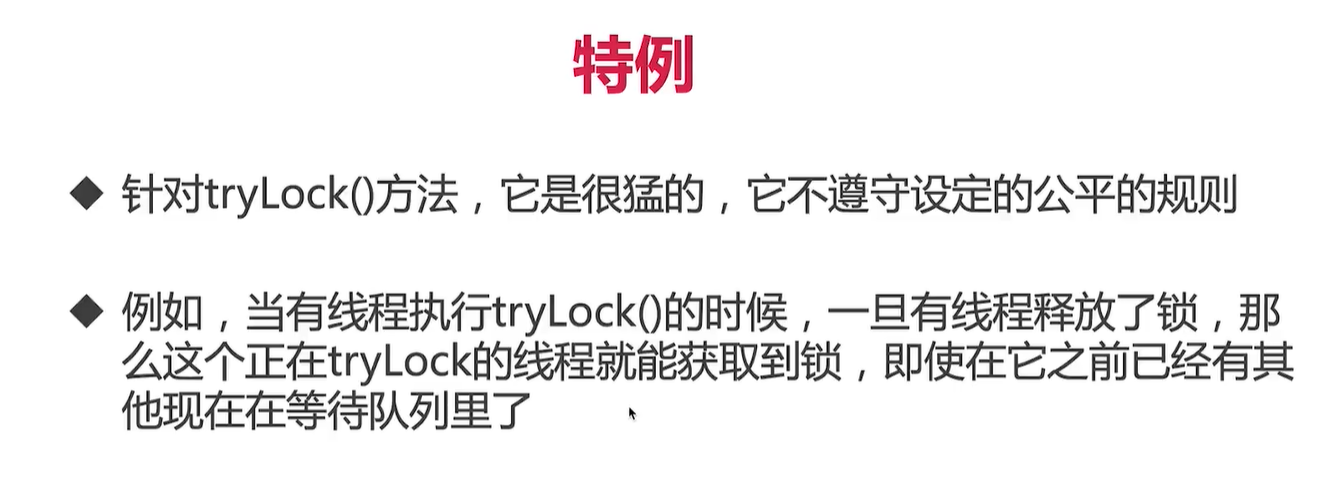 特例
◆ 针对tryLock()方法，它是很猛的，它不遵守设定的公平的规则
◆ 例如，当有线程执行tryLock()的时候，一旦有线程释放了锁，那
么这个正在tryLock的线程就能获取到锁，即使在它之前已经有其
他现在在等待队列里了